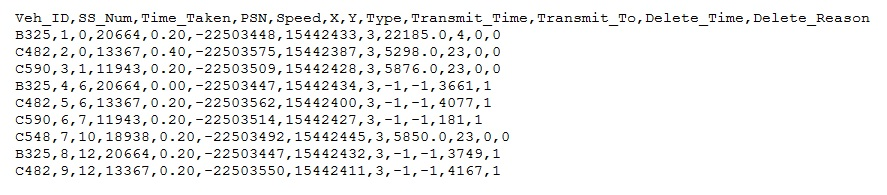 Veh_ID,SS_Num,Time_Taken,PSN,Speed,X,Y,Type,Transmit_Time,Transmit_To,Delete_Time,Delete_Reason
B325,1,0,20664,0.20,-22503448,15442433,3,22185.0,4,0,0
C482,2,0,13367,0.40,-22503575,15442387,3,5298.0,23,0,0
C590,3,1,11943,0.20,-22503509,15442428,3,5876.0,23,0,0
B325,4,6,20664,0.00,-22503447,15442434,3,-1,-1,3661,1
C482,5,6,13367,0.20,-22503562,15442400,3,-1,-1,4077,1
C590,6,7,11943,0.20,-22503514,15442427,3,-1,-1,181,1
C548,7,10,18938,0.20,-22503492,15442445,3,5850.0,23,0,0
B325,8,12,20664,0.20,-22503447,15442432,3,-1,-1,3749,1
C482,9,12,13367,0.20,-22503550,15442411,3,-1,-1,4167,1